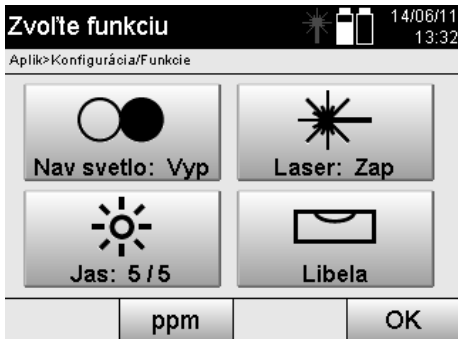 Zvoľte funkciu
14/06/11
13:32
Aplik>Konfigurácia/Funkcie
Nav svetlo: Vyp
Laser: Zap
Jas: 5/5
Libela
ppm
OK